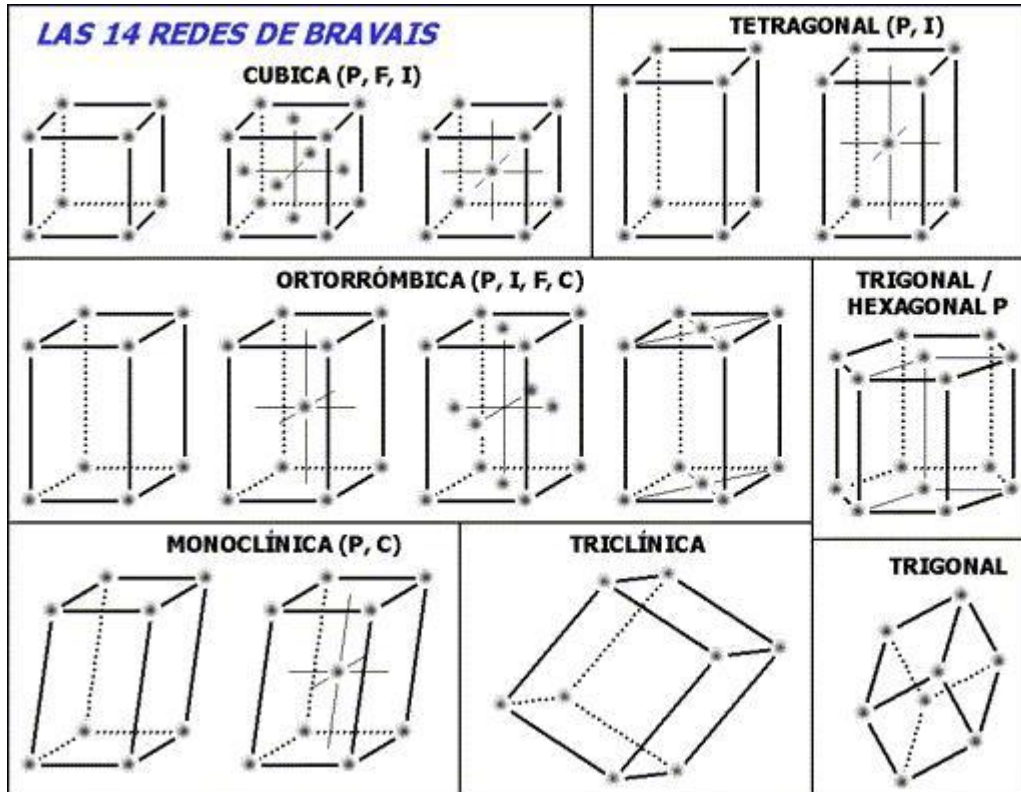 LAS 14 REDES DE BRAVAIS
CUBICA (P, F, I)
TETRAGONAL (P, I)
ORTORRÓMBICA (P, I, F, C)
TRIGONAL /
HEXAGONAL P
MONOCLÍNICA (P, C)
TRICLÍNICA
TRIGONAL